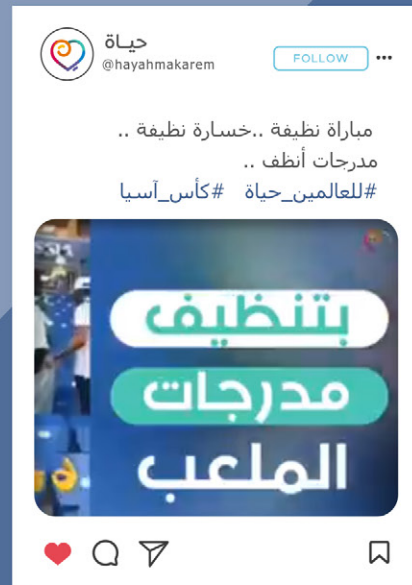 حيـاة
@hayahmakarem
FOLLOW
مباراة نظيفة ..خسارة نظيفة ..
مدرجات أنظف ..
#للعالمين_حياة #كأس_آسيا
بتنظيف
مدرجات
الملعب